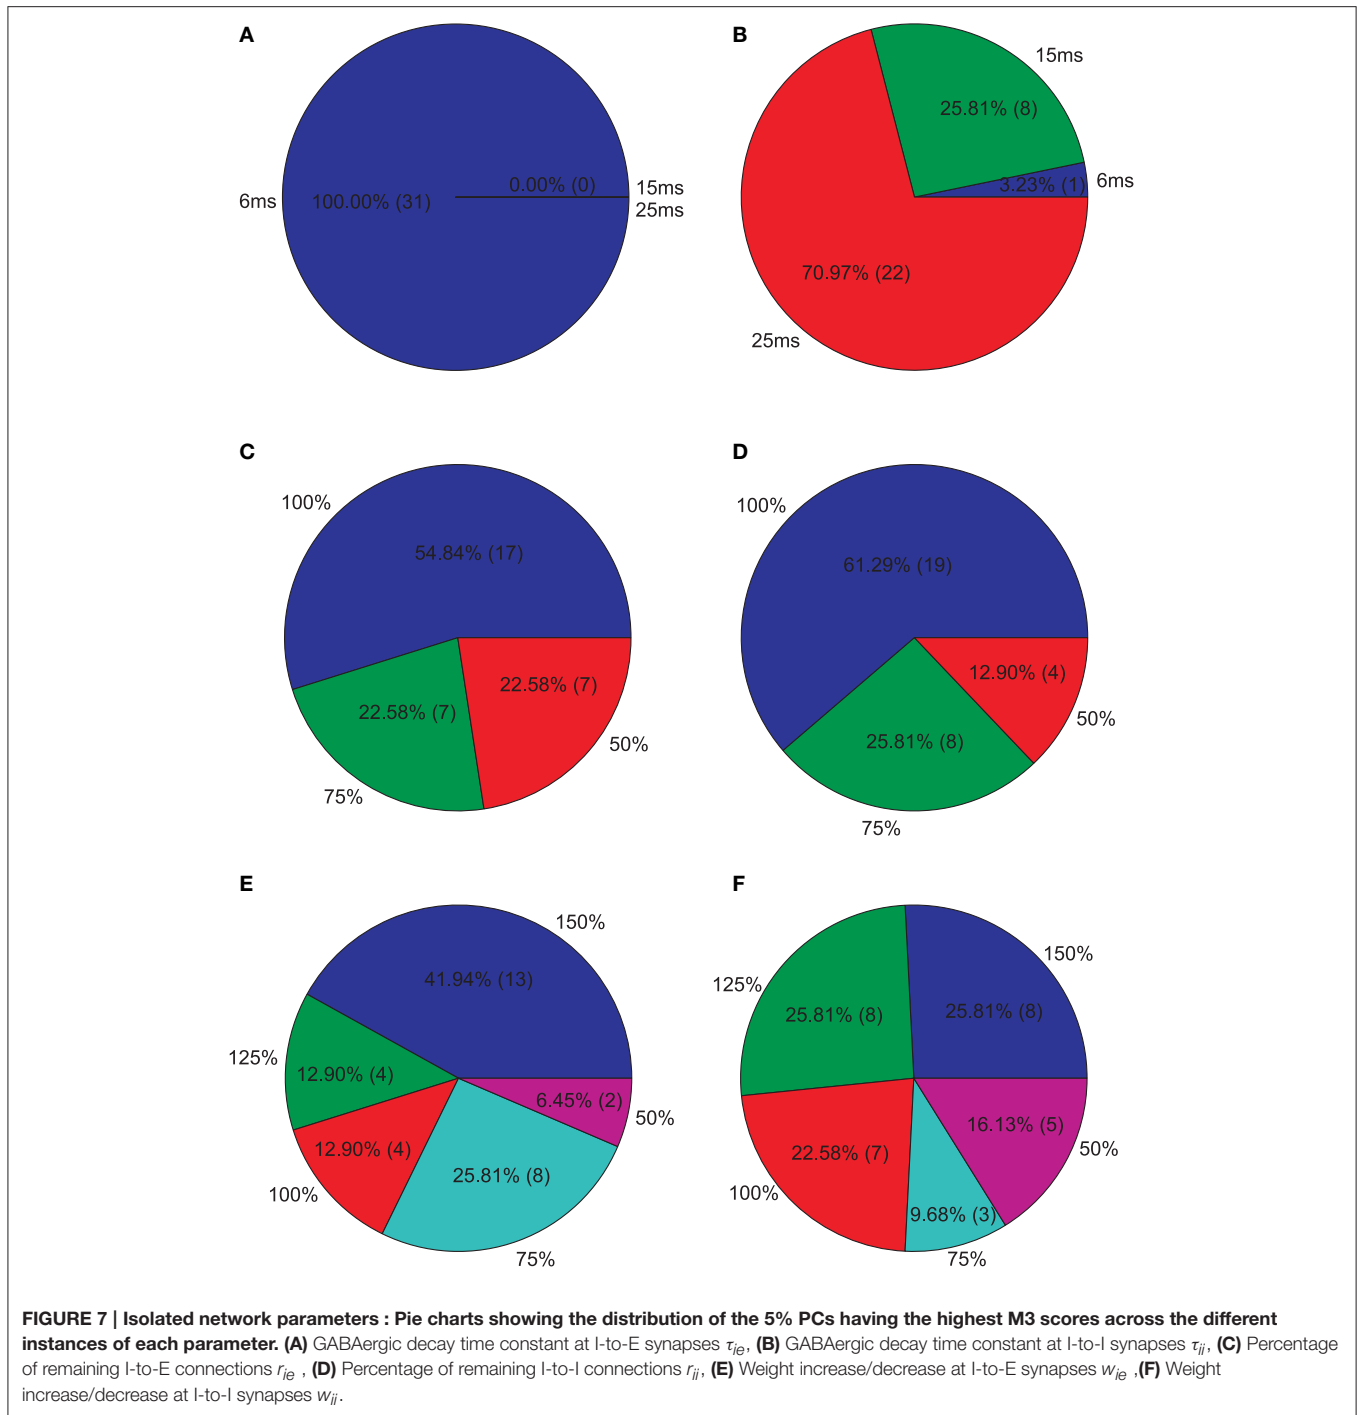 A
6ms
100.00% (31)
0.00% (0)
15ms
25ms
B
15ms
25.81% (8)
3.23% (1)
6ms
70.97% (22)
25ms
C
100%
54.84% (17)
22.58% (7)
22.58% (7)
50%
75%
D
100%
61.29% (19)
12.90% (4)
50%
25.81% (8)
75%
E
150%
41.94% (13)
125%
12.90% (4)
6.45% (2)
50%
12.90% (4)
100%
25.81% (8)
75%
F
150%
125%
25.81% (8)
25.81% (8)
16.13% (5)
50%
22.58% (7)
100%
9.68% (3)
75%
FIGURE 7 | Isolated network parameters : Pie charts showing the distribution of the 5% PCs having the highest M3 scores across the different
instances of each parameter. (A) GABAergic decay time constant at I-to-E synapses τie, (B) GABAergic decay time constant at I-to-I synapses τii, (C) Percentage
of remaining I-to-E connections rie , (D) Percentage of remaining I-to-I connections rii, (E) Weight increase/decrease at I-to-E synapses wie ,(F) Weight
increase/decrease at I-to-I synapses wii.